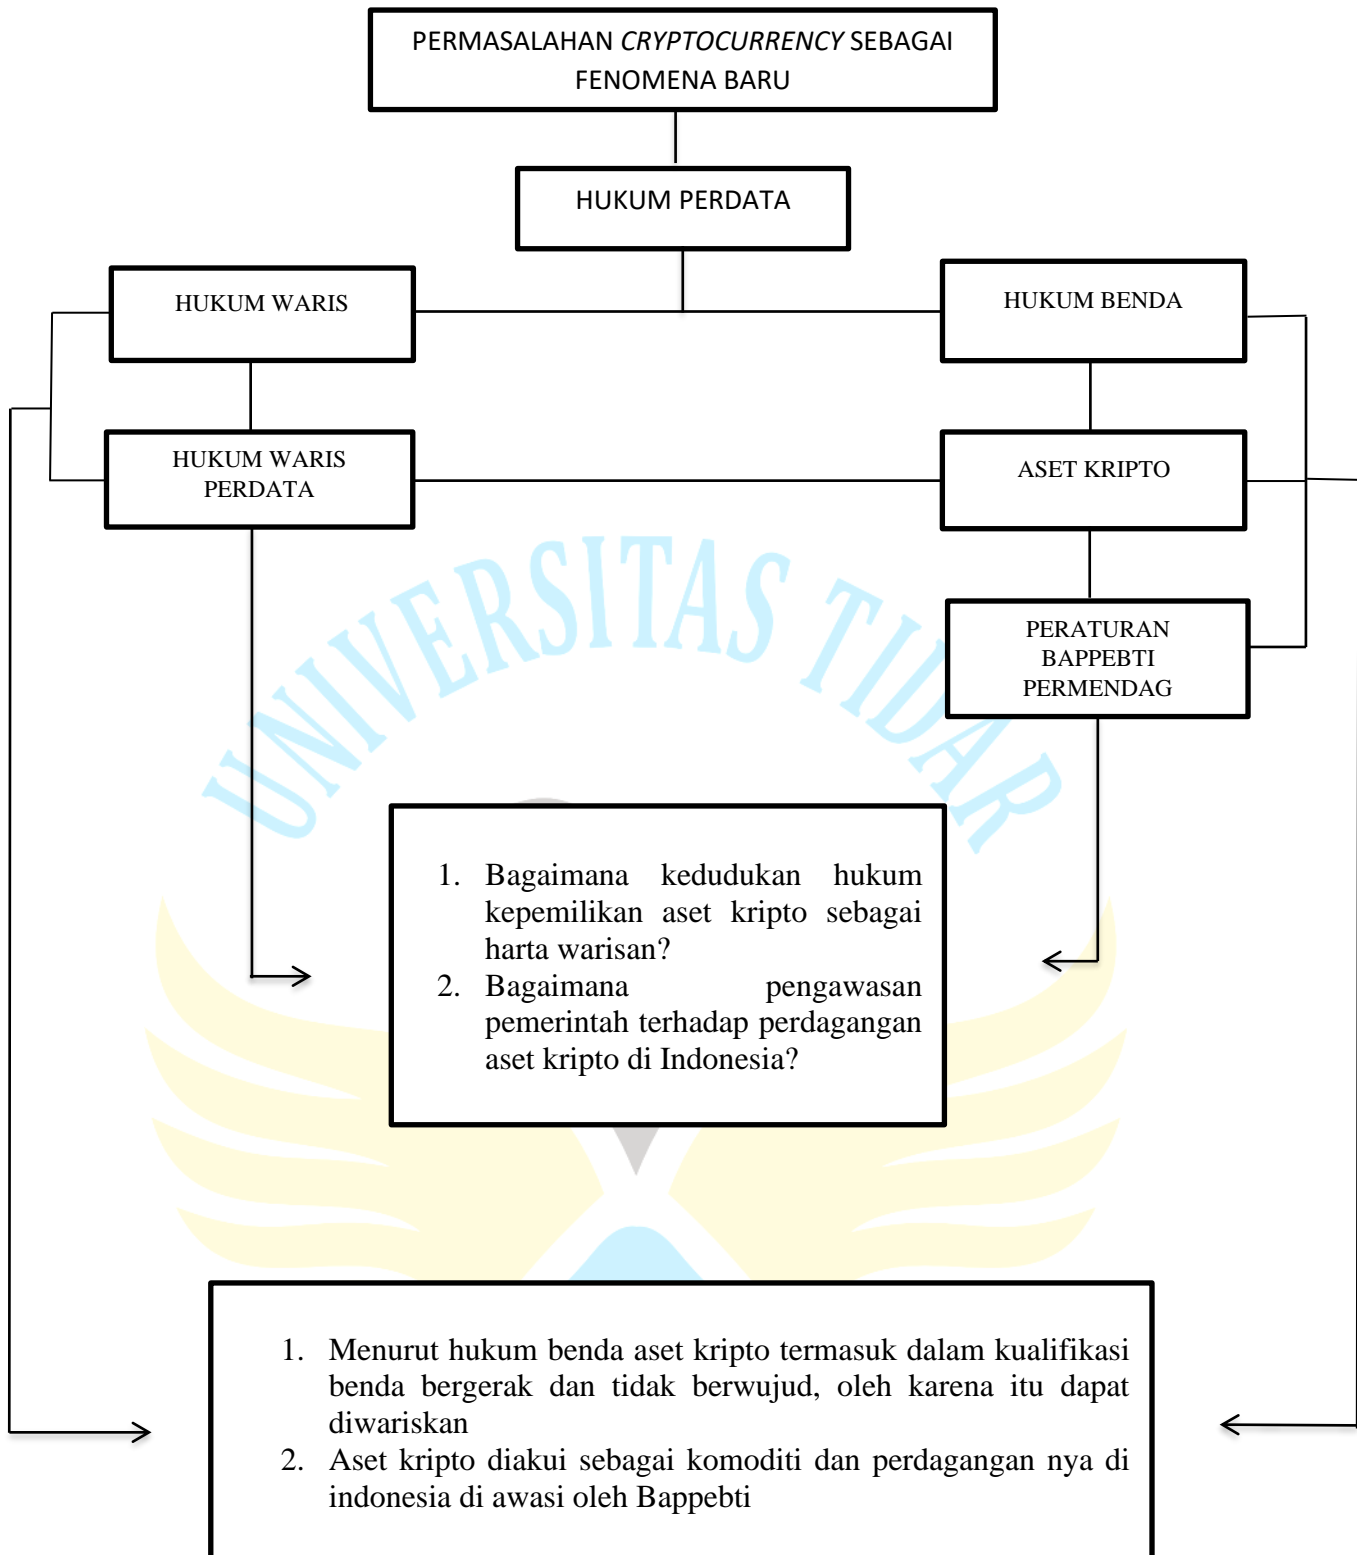 PERMASALAHAN CRYPTOCURRENCY SEBAGAI
FENOMENA BARU
HUKUM PERDATA
HUKUM WARIS
HUKUM BENDA
HUKUM WARIS
PERDATA
ASET KRIPTO
PERATURAN
BAPPEBTI
PERMENDAG
UNIVERSITAS TIDAR
1. Bagaimana kedudukan hukum
kepemilikan aset kripto sebagai
harta warisan?
2. Bagaimana pengawasan
pemerintah terhadap perdagangan
aset kripto di Indonesia?
1. Menurut hukum benda aset kripto termasuk dalam kualifikasi
benda bergerak dan tidak berwujud, oleh karena itu dapat
diwariskan
2. Aset kripto diakui sebagai komoditi dan perdagangan nya di
indonesia di awasi oleh Bappebti